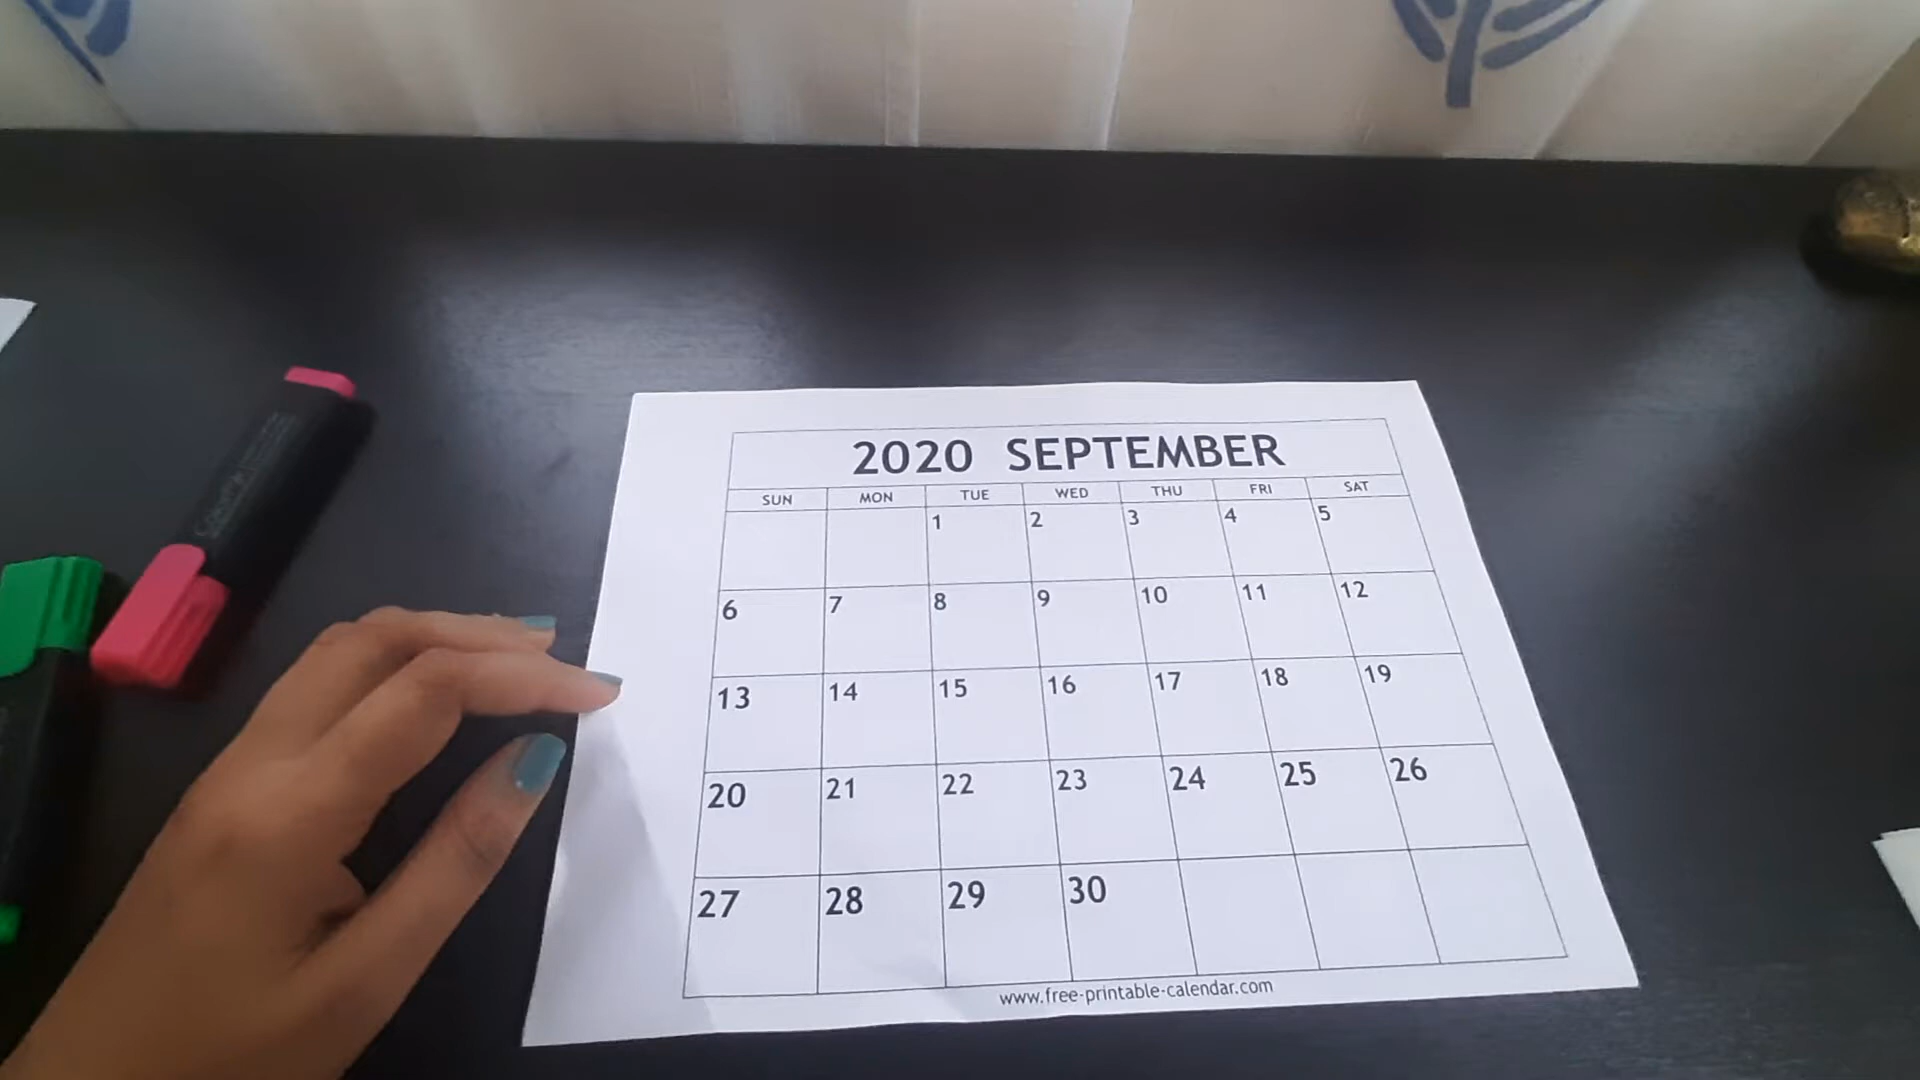 2020 SEPTEMBER
SUN MON TUE WED THU FRI SAT
1 2 3 4 5
6 7 8 9 10 11 12
13 14 15 16 17 18 19
20 21 22 23 24 25 26
27 28 29 30
www.free-printable-calendar.com